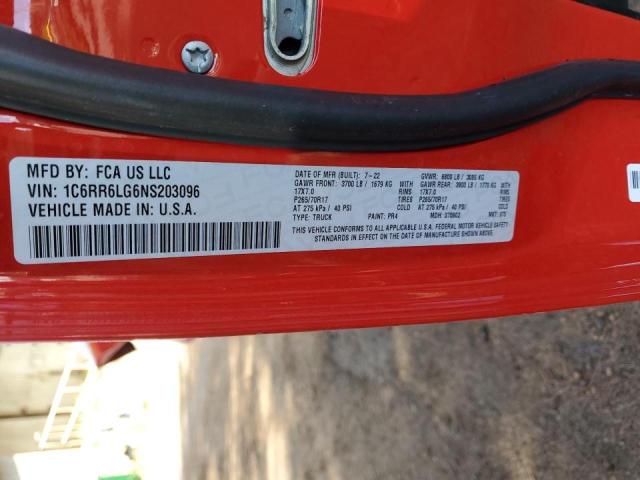 MFD BY: FCA US LLC
VIN: 1C6RR6LG6NS203096
VEHICLE MADE IN: U.S.A.
DATE OF MFR (BUILT): 7-22 GVWR: 6800 LB / 3085 KG
GAWR FRONT: 3700 LB / 1679 KG WITH GAWR REAR: 3900 LB / 1770 KG WITH
17X7.0 RIMS 17X7.0 RIMS
P265/70R17 TIRES P265/70R17 TIRES
AT 275 kPa / 40 PSI COLD AT 275 kPa / 40 PSI COLD
TYPE: TRUCK PAINT: PR4 MDH: 070602
THIS VEHICLE CONFORMS TO ALL APPLICABLE U.S.A. FEDERAL MOTOR VEHICLE SAFETY
STANDARDS IN EFFECT ON THE DATE OF MANUFACTURE SHOWN ABOVE.